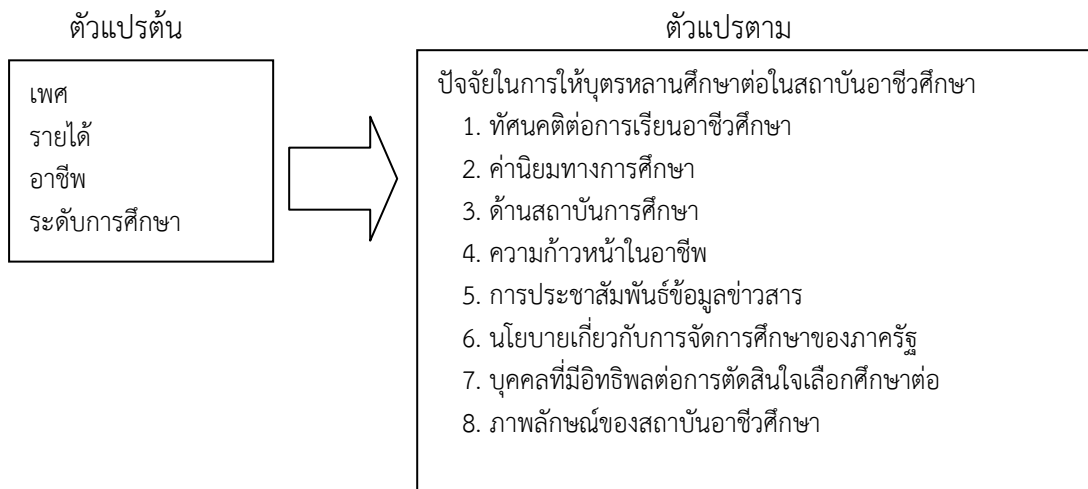 ตัวแปรต้น
เพศ
รายได้
อาชีพ
ระดับการศึกษา
ตัวแปรตาม
ปัจจัยในการให้บุตรหลานศึกษาต่อในสถาบันอาชีวศึกษา
1. ทัศนคติต่อการเรียนอาชีวศึกษา
2. ค่านิยมทางการศึกษา
3. ด้านสถาบันการศึกษา
4. ความก้าวหน้าในอาชีพ
5. การประชาสัมพันธ์ข้อมูลข่าวสาร
6. นโยบายเกี่ยวกับการจัดการศึกษาของภาครัฐ
7. บุคคลที่มีอิทธิพลต่อการตัดสินใจเลือกศึกษาต่อ
8. ภาพลักษณ์ของสถาบันอาชีวศึกษา